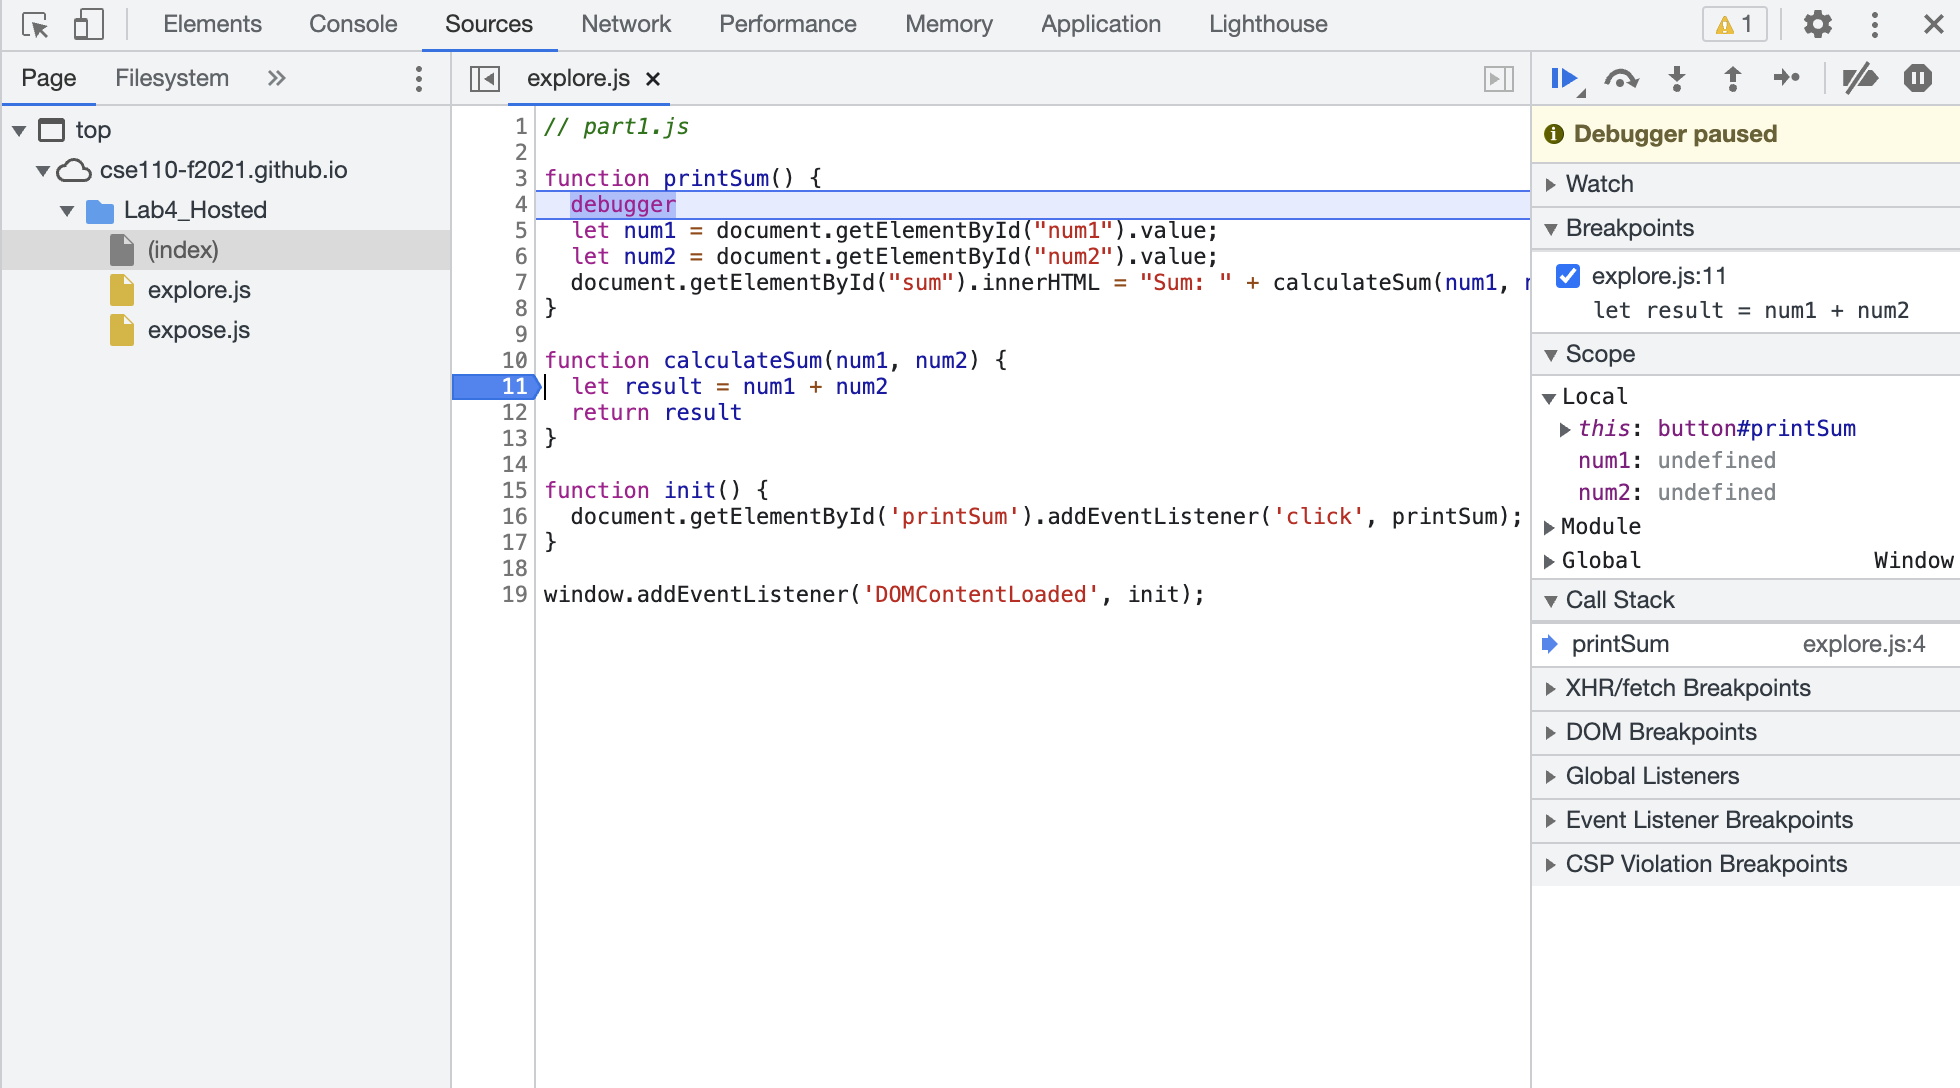 Elements Console Sources Network Performance Memory Application Lighthouse 1
Page Filesystem »
top
cse110-f2021.github.io
Lab4_Hosted
(index)
explore.js
expose.js
explore.js ×
1 // part1.js
2
3 function printSum() {
4   debugger
5   let num1 = document.getElementById("num1").value;
6   let num2 = document.getElementById("num2").value;
7   document.getElementById("sum").innerHTML = "Sum: " + calculateSum(num1,
8 }
9
10 function calculateSum(num1, num2) {
11   let result = num1 + num2
12   return result
13 }
14
15 function init() {
16   document.getElementById('printSum').addEventListener('click', printSum);
17 }
18
19 window.addEventListener('DOMContentLoaded', init);
Debugger paused
Watch
Breakpoints
explore.js:11
let result = num1 + num2
Scope
Local
this: button#printSum
num1: undefined
num2: undefined
Module
Global Window
Call Stack
printSum explore.js:4
XHR/fetch Breakpoints
DOM Breakpoints
Global Listeners
Event Listener Breakpoints
CSP Violation Breakpoints